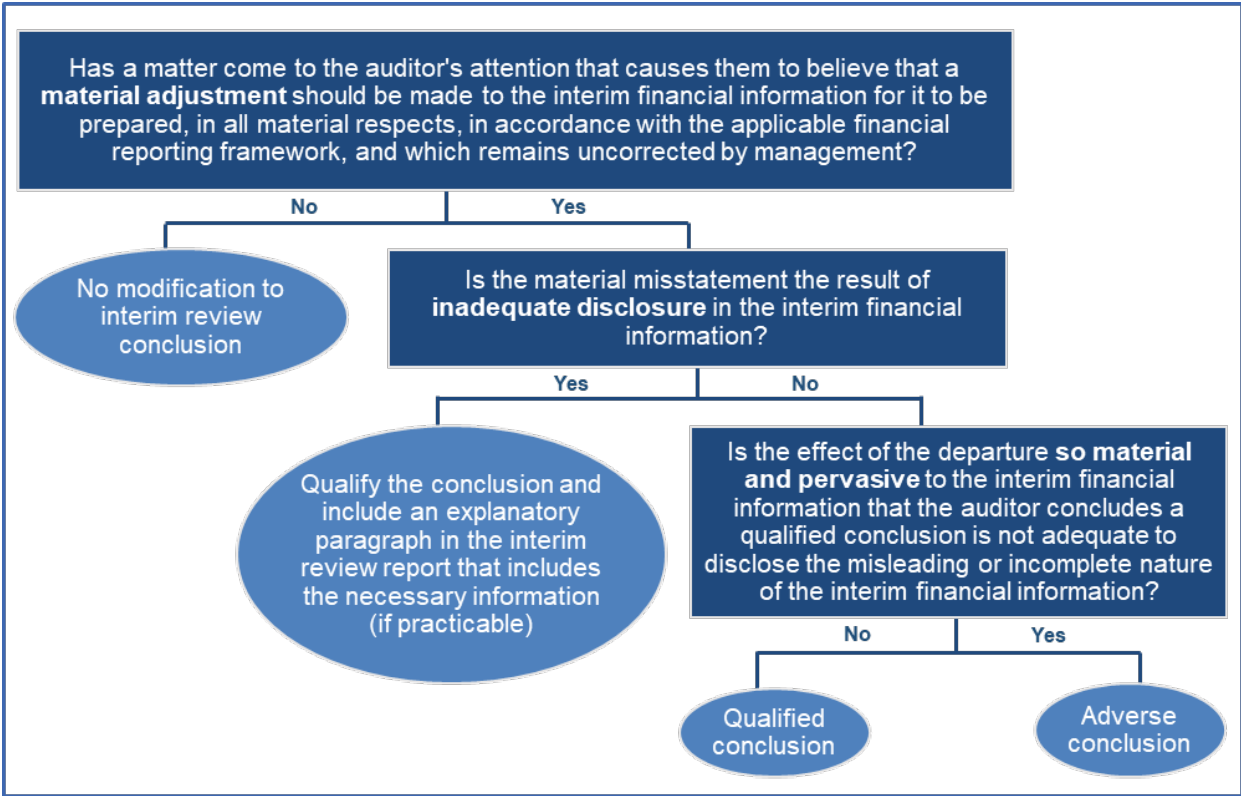 Has a matter come to the auditor's attention that causes them to believe that a
material adjustment should be made to the interim financial information for it to be
prepared, in all material respects, in accordance with the applicable financial
reporting framework, and which remains uncorrected by management?
No
Yes
No modification to
interim review
conclusion
Is the material misstatement the result of
inadequate disclosure in the interim financial
information?
Yes
No
Qualify the conclusion and
include an explanatory
paragraph in the interim
review report that includes
the necessary information
(if practicable)
Is the effect of the departure so material
and pervasive to the interim financial
information that the auditor concludes a
qualified conclusion is not adequate to
disclose the misleading or incomplete nature
of the interim financial information?
No
Yes
Qualified
conclusion
Adverse
conclusion